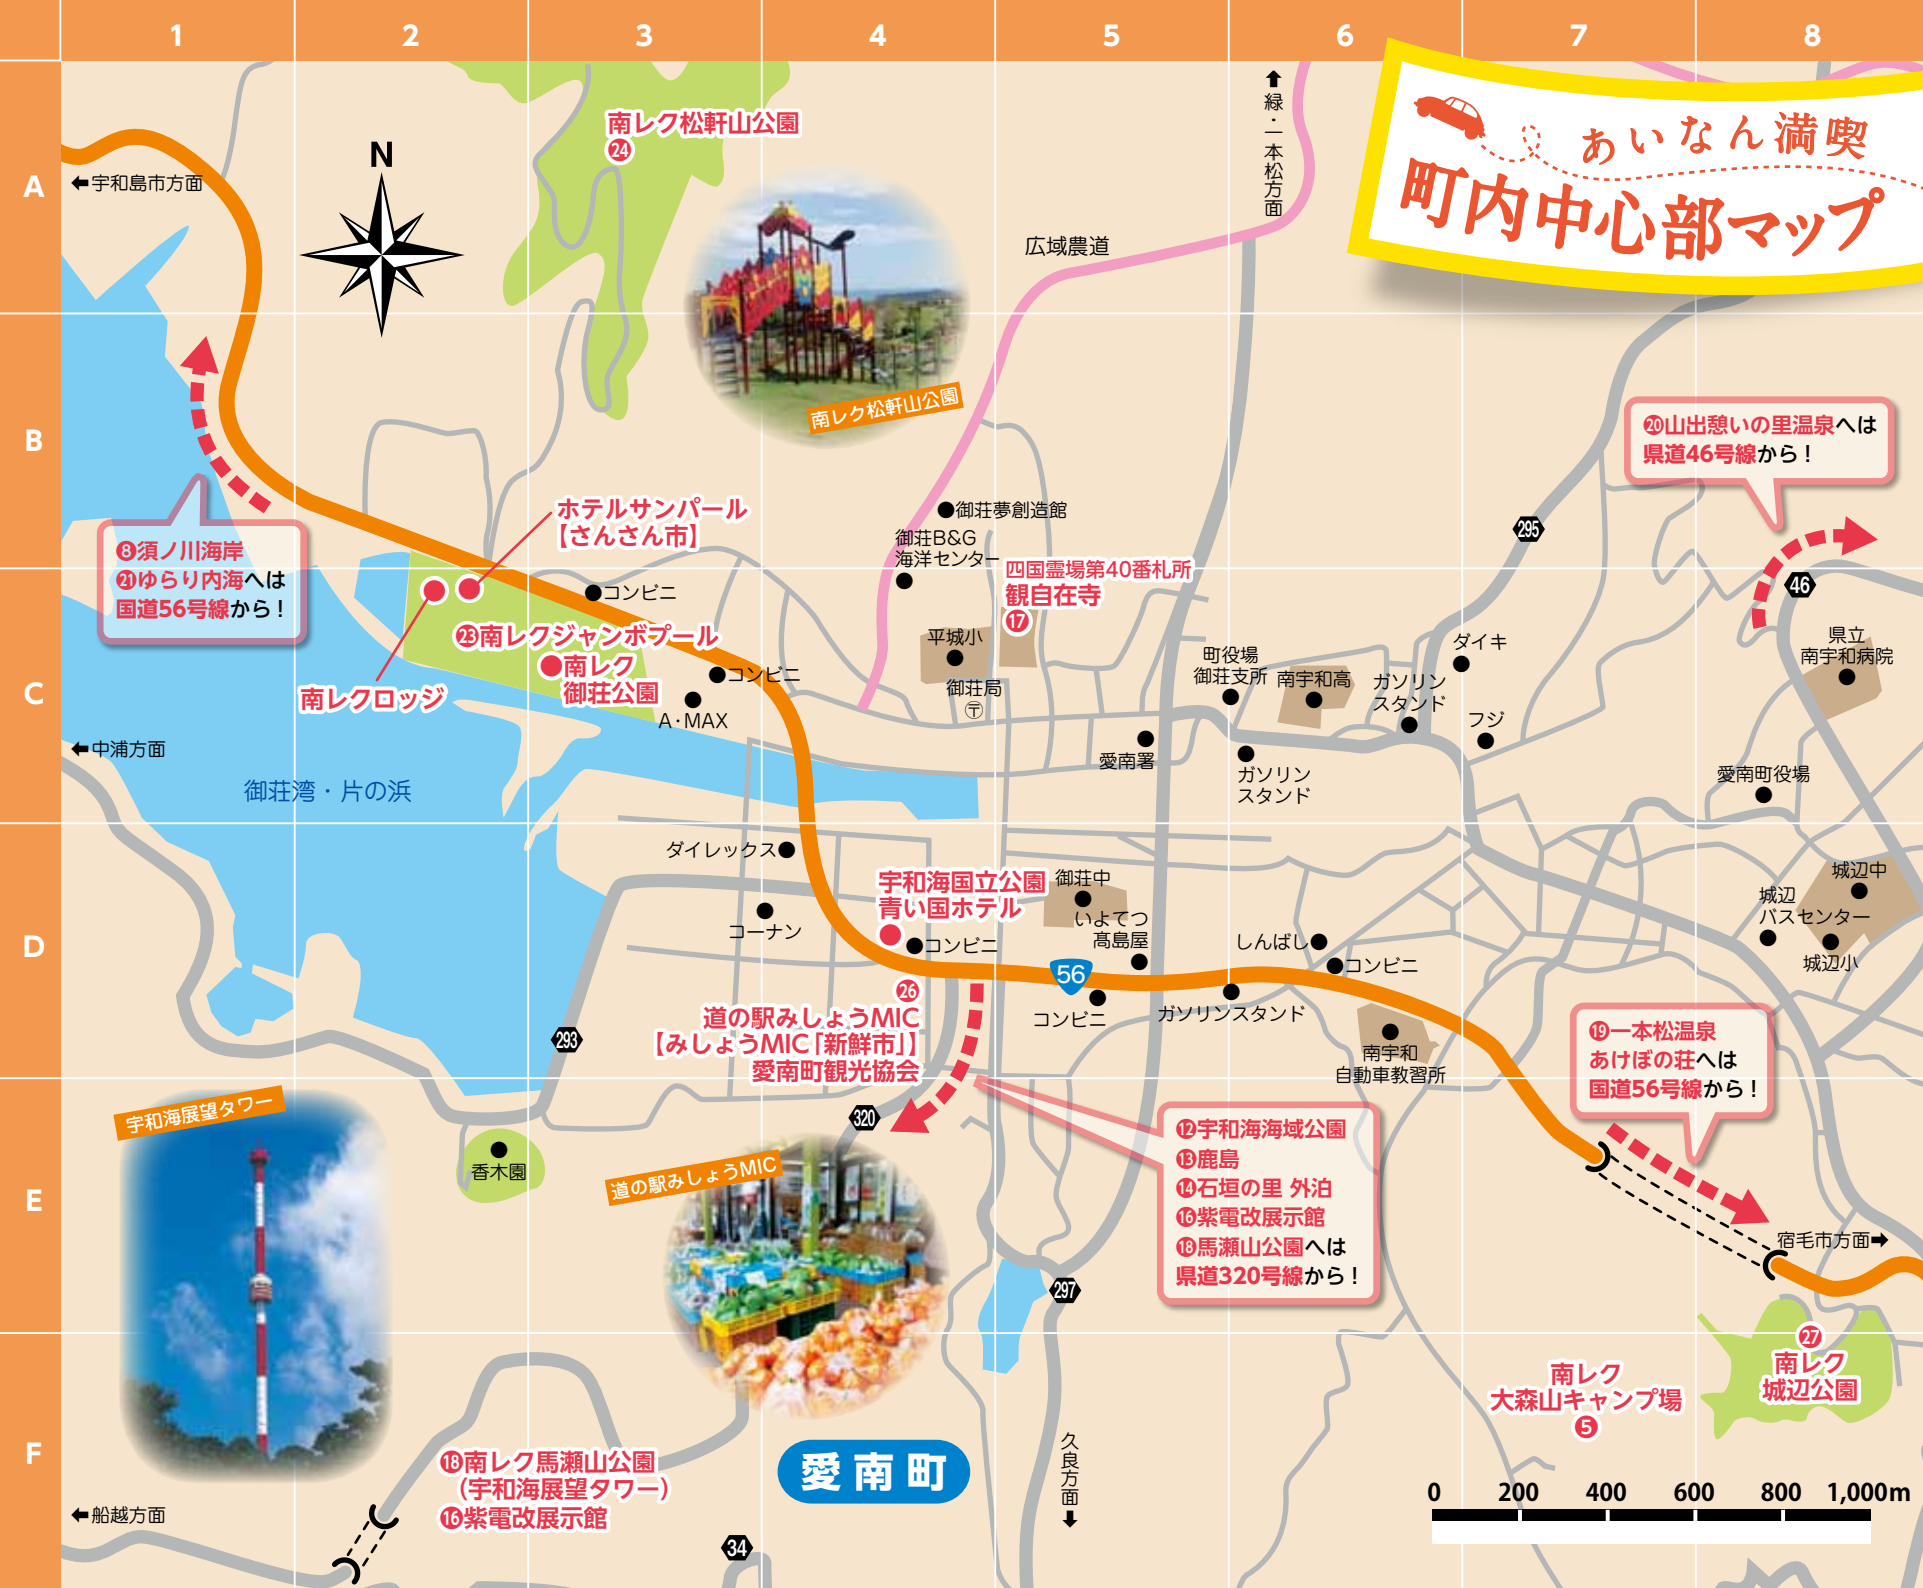 1 2 3 4 5 6 7 8
A
B
C
D
E
F
あいなん満喫
町内中心部マップ
N
←宇和島市方面
南レク松軒山公園
24
↑緑・一本松方面
広域農道
南レク松軒山公園
⑳山出憩いの里温泉へは
県道46号線から!
295
46
❽須ノ川海岸
㉑ゆらり内海へは
国道56号線から!
ホテルサンパール
【さんさん市】
御荘夢創造館
御荘B&G
海洋センター
四国霊場第40番札所
観自在寺
⓱
コンビニ
㉓南レクジャンボプール
南レク
御荘公園
コンビニ
A・MAX
南レクロッジ
平城小
御荘局
〒
町役場
御荘支所
南宇和高
ガソリン
スタンド
ダイキ
フジ
県立
南宇和病院
愛南署
ガソリン
スタンド
愛南町役場
←中浦方面
御荘湾・片の浜
ダイレックス
コーナン
宇和海国立公園
青い国ホテル
コンビニ
御荘中
いよてつ
髙島屋
しんばし
コンビニ
城辺中
城辺
バスセンター
城辺小
56
コンビニ
ガソリンスタンド
南宇和
自動車教習所
26
道の駅みしょうMIC
【みしょうMIC「新鮮市」】
愛南町観光協会
293
320
⓳一本松温泉
あけぼの荘へは
国道56号線から!
宇和海展望タワー
香木園
道の駅みしょうMIC
⓬宇和海海域公園
⓭鹿島
⓮石垣の里 外泊
⓰紫電改展示館
⓲馬瀬山公園へは
県道320号線から!
297
宿毛市方面→
27
南レク
城辺公園
南レク
大森山キャンプ場
❺
久良方面↓
愛南町
⓲南レク馬瀬山公園
(宇和海展望タワー)
⓰紫電改展示館
←船越方面
34
0 200 400 600 800 1,000m